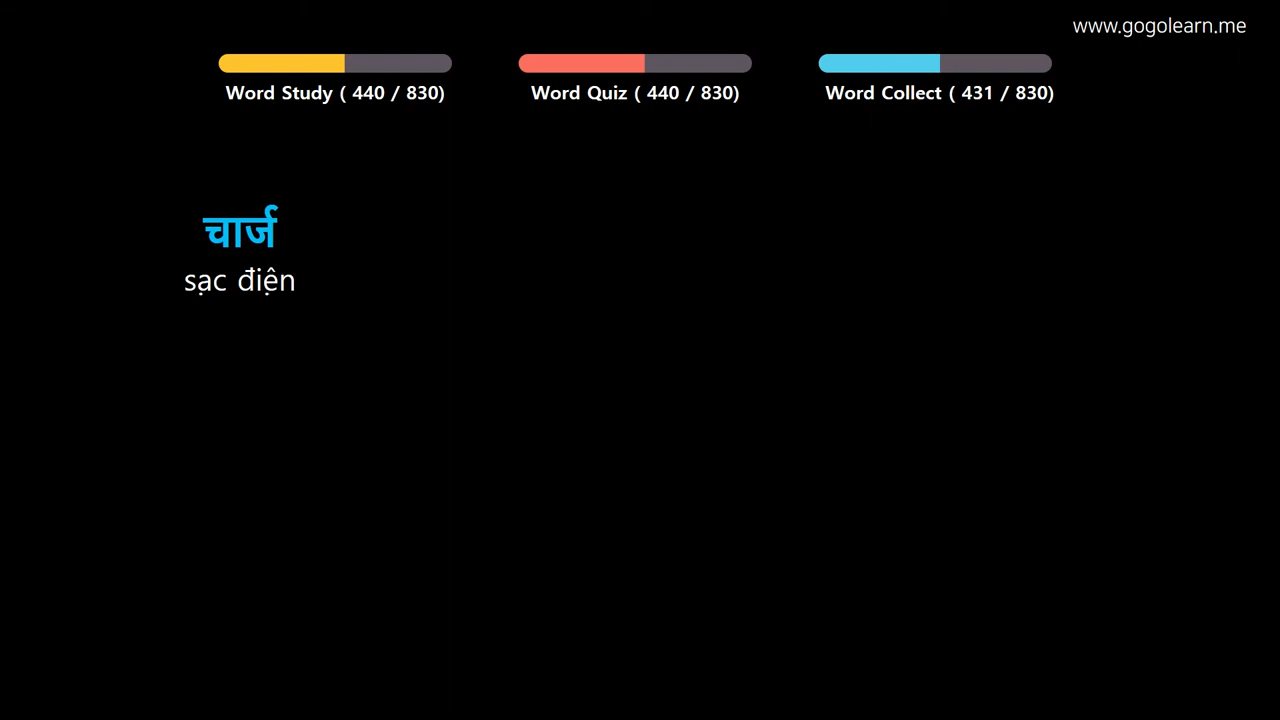 www.gogolearn.me
Word Study ( 440 / 830)
Word Quiz ( 440 / 830)
Word Collect ( 431 / 830)
चार्ज
sạc điện